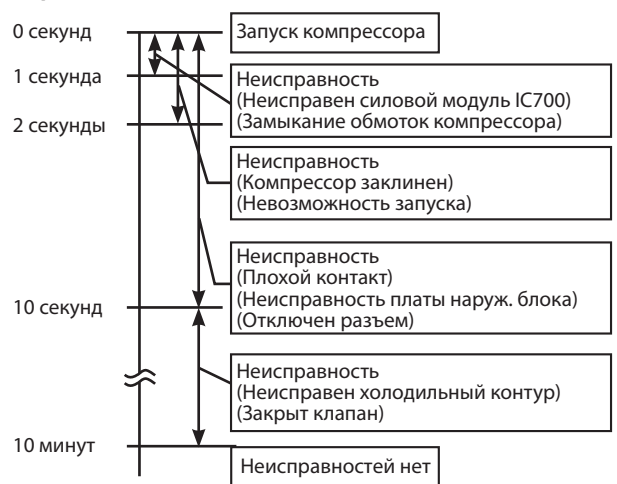 0 секунд
Запуск компрессора
1 секунда
Неисправность
(Неисправен силовой модуль IC700)
(Замыкание обмоток компрессора)
2 секунды
Неисправность
(Компрессор заклинен)
(Невозможность запуска)
Неисправность
(Плохой контакт)
(Неисправность платы наруж. блока)
(Отключен разъем)
10 секунд
Неисправность
(Неисправен холодильный контур)
(Закрыт клапан)
10 минут
Неисправностей нет